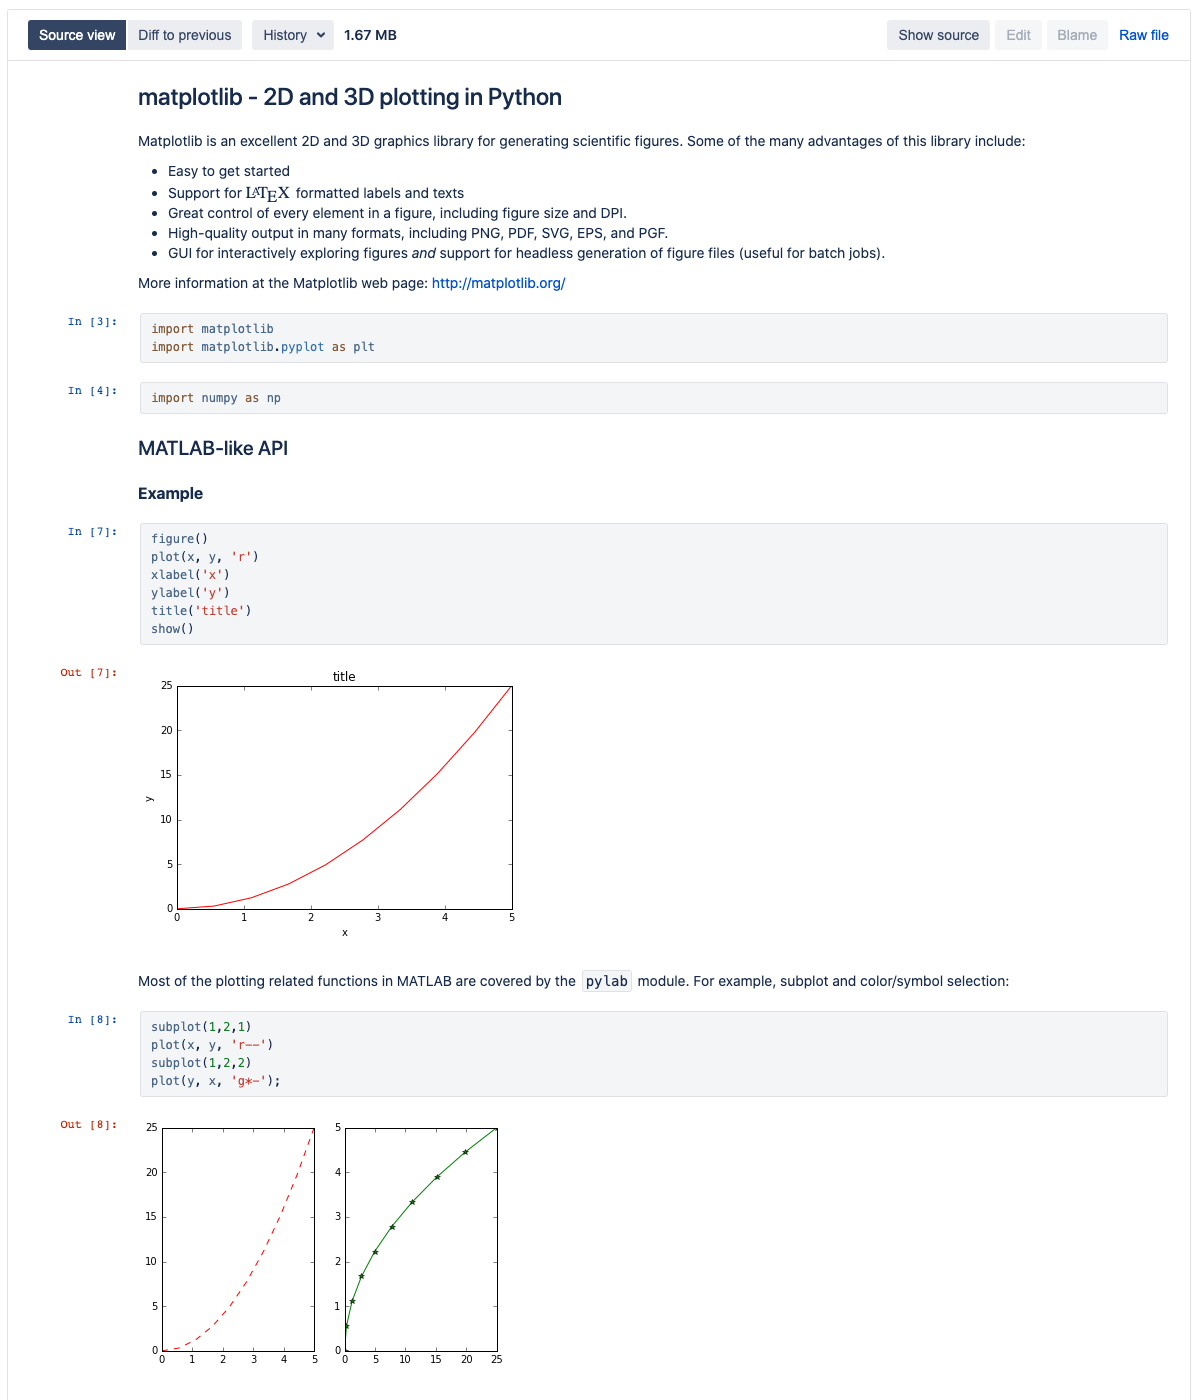 Source view Diff to previous History 1.67 MB Show source Edit Blame Raw file
matplotlib - 2D and 3D plotting in Python
Matplotlib is an excellent 2D and 3D graphics library for generating scientific figures. Some of the many advantages of this library include:
• Easy to get started
• Support for LATEX formatted labels and texts
• Great control of every element in a figure, including figure size and DPI.
• High-quality output in many formats, including PNG, PDF, SVG, EPS, and PGF.
• GUI for interactively exploring figures and support for headless generation of figure files (useful for batch jobs).
More information at the Matplotlib web page: http://matplotlib.org/
In [3]:
import matplotlib
import matplotlib.pyplot as plt
In [4]:
import numpy as np
MATLAB-like API
Example
In [7]:
figure()
plot(x, y, 'r')
xlabel('x')
ylabel('y')
title('title')
show()
Out [7]:
title
25
20
15
y
10
5
0
0 1 2 3 4 5
x
Most of the plotting related functions in MATLAB are covered by the pylab module. For example, subplot and color/symbol selection:
In [8]:
subplot(1,2,1)
plot(x, y, 'r--')
subplot(1,2,2)
plot(y, x, 'g*-');
Out [8]:
25
20
15
10
5
0
0 1 2 3 4 5
5
4
3
2
1
0
0 5 10 15 20 25